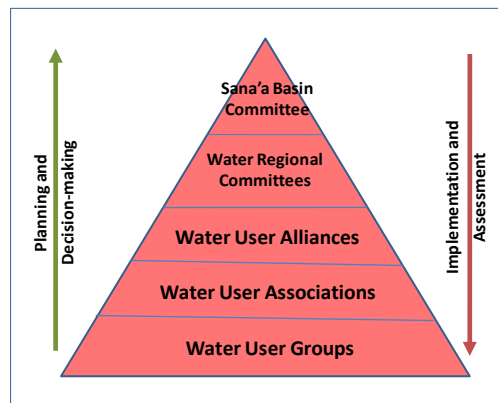 Sana'a Basin
Committee
Water Regional
Committees
Water User Alliances
Water User Associations
Water User Groups
Planning and
Decision-making
Implementation and
Assessment